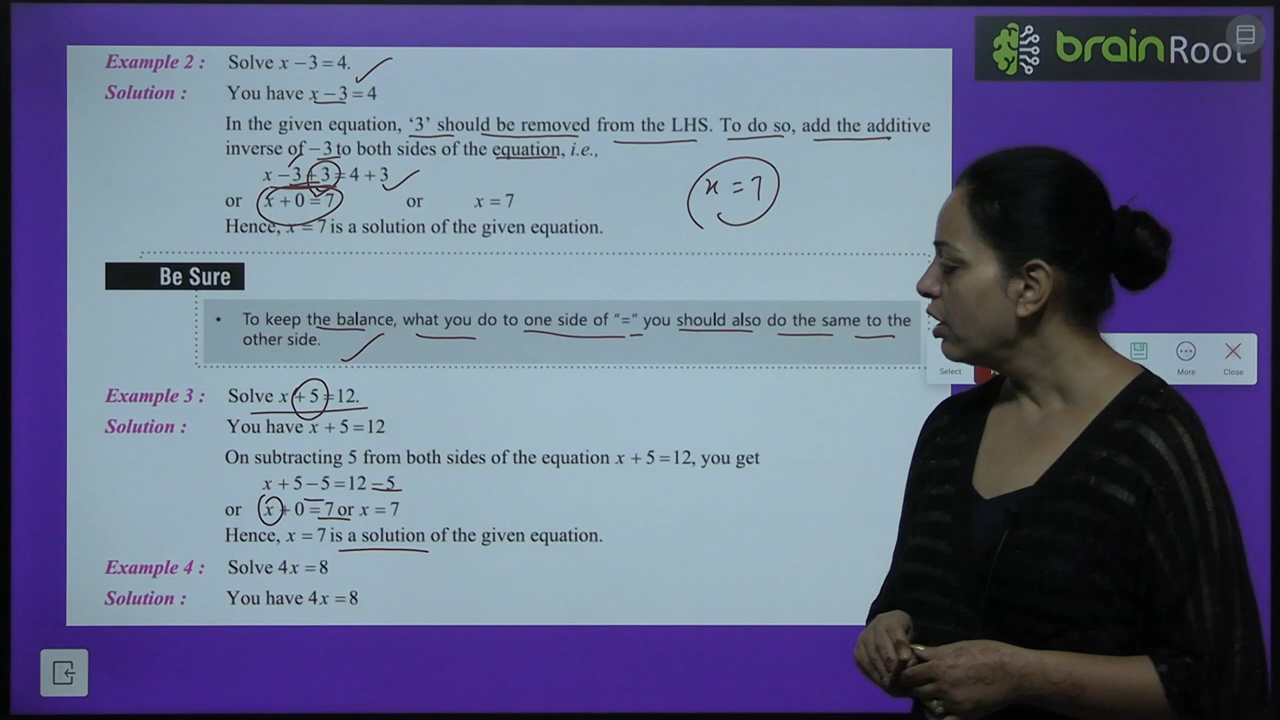 brainRoot
Example 2 : Solve x − 3 = 4.
Solution : You have x − 3 = 4
In the given equation, ‘3’ should be removed from the LHS. To do so, add the additive
inverse of −3 to both sides of the equation, i.e.,
x − 3 + 3 = 4 + 3
or x + 0 = 7 or x = 7
x = 7
Hence, x = 7 is a solution of the given equation.
Be Sure
• To keep the balance, what you do to one side of "=" you should also do the same to the
other side.
Select More Close
Example 3 : Solve x + 5 = 12.
Solution : You have x + 5 = 12
On subtracting 5 from both sides of the equation x + 5 = 12, you get
x + 5 − 5 = 12 − 5
or x + 0 = 7 or x = 7
Hence, x = 7 is a solution of the given equation.
Example 4 : Solve 4x = 8
Solution : You have 4x = 8